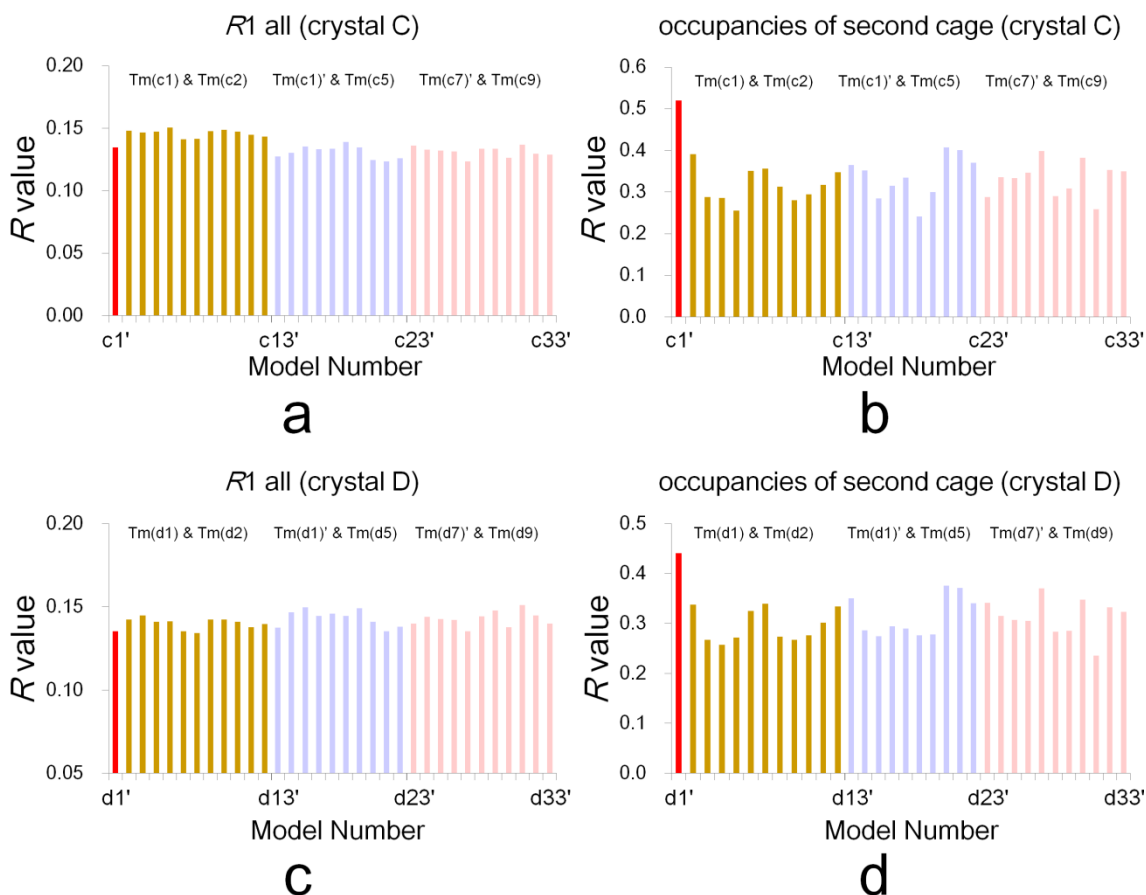 R1 all (crystal C)
0.20
0.15
0.10
0.05
0.00
R value
Tm(c1) & Tm(c2)
Tm(c1)' & Tm(c5)
Tm(c7)' & Tm(c9)
c1'
c13'
c23'
c33'
Model Number
a
occupancies of second cage (crystal C)
0.6
0.5
0.4
0.3
0.2
0.1
0.0
R value
Tm(c1) & Tm(c2)
Tm(c1)' & Tm(c5)
Tm(c7)' & Tm(c9)
c1'
c13'
c23'
c33'
Model Number
b
R1 all (crystal D)
0.20
0.15
0.10
0.05
R value
Tm(d1) & Tm(d2)
Tm(d1)' & Tm(d5)
Tm(d7)' & Tm(d9)
d1'
d13'
d23'
d33'
Model Number
c
occupancies of second cage (crystal D)
0.5
0.4
0.3
0.2
0.1
0.0
R value
Tm(d1) & Tm(d2)
Tm(d1)' & Tm(d5)
Tm(d7)' & Tm(d9)
d1'
d13'
d23'
d33'
Model Number
d